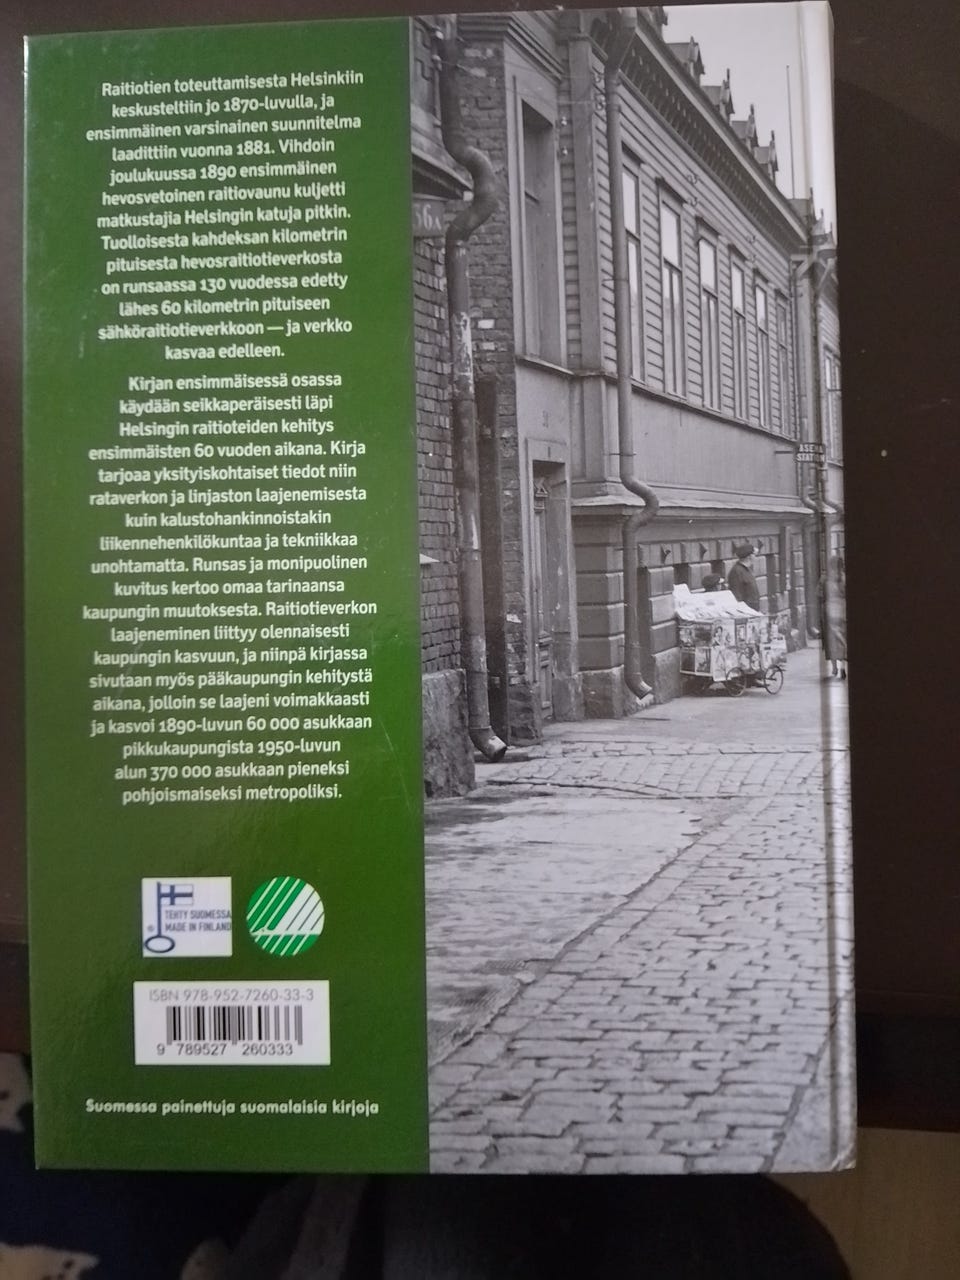 Raitiotien toteuttamisesta Helsinkiin
keskusteltiin jo 1870-luvulla, ja
ensimmäinen varsinainen suunnitelma
laadittiin vuonna 1881. Vihdoin
joulukuussa 1890 ensimmäinen
hevosvetoinen raitiovaunu kuljetti
matkustajia Helsingin katuja pitkin.
Tuolloisesta kahdeksan kilometrin
pituisesta hevosraitiotieverkosta
on runsaassa 130 vuodessa edetty
lähes 60 kilometrin pituiseen
sähköraitiotieverkkoon — ja verkko
kasvaa edelleen.
Kirjan ensimmäisessä osassa
käydään seikkaperäisesti läpi
Helsingin raitioteiden kehitys
ensimmäisten 60 vuoden aikana. Kirja
tarjoaa yksityiskohtaiset tiedot niin
rataverkon ja linjaston laajenemisesta
kuin kalustohankinnoistakin
liikennehenkilökuntaa ja tekniikkaa
unohtamatta. Runsas ja monipuolinen
kuvitus kertoo omaa tarinaansa
kaupungin muutoksesta. Raitiotieverkon
laajeneminen liittyy olennaisesti
kaupungin kasvuun, ja niinpä kirjassa
sivutaan myös pääkaupungin kehitystä
aikana, jolloin se laajeni voimakkaasti
ja kasvoi 1890-luvun 60 000 asukkaan
pikkukaupungista 1950-luvun
alun 370 000 asukkaan pieneksi
pohjoismaiseksi metropoliksi.
TEHTY SUOMESSA
MADE IN FINLAND
ISBN 978-952-7260-33-3
9 789527 260333
Suomessa painettuja suomalaisia kirjoja
56A
ASEMA
STATION